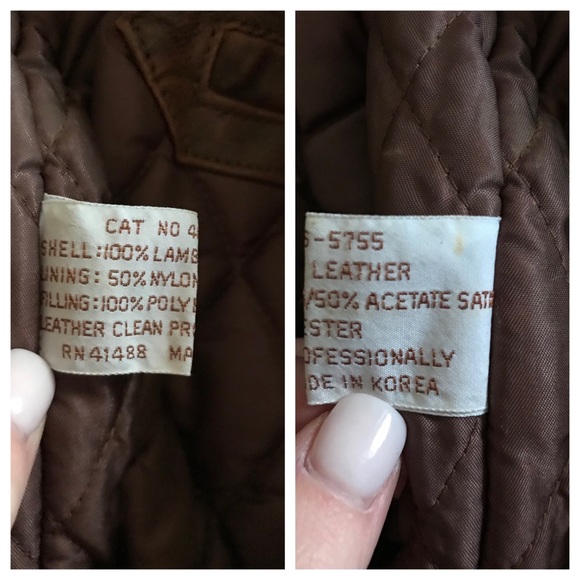 CAT NO 4
SHELL:100% LAMB
LINING: 50% NYLON
FILLING:100% POLY
LEATHER CLEAN PR
RN 41488 MA
-5755
LEATHER
/50% ACETATE SATIN
ESTER
OFESSIONALLY
DE IN KOREA